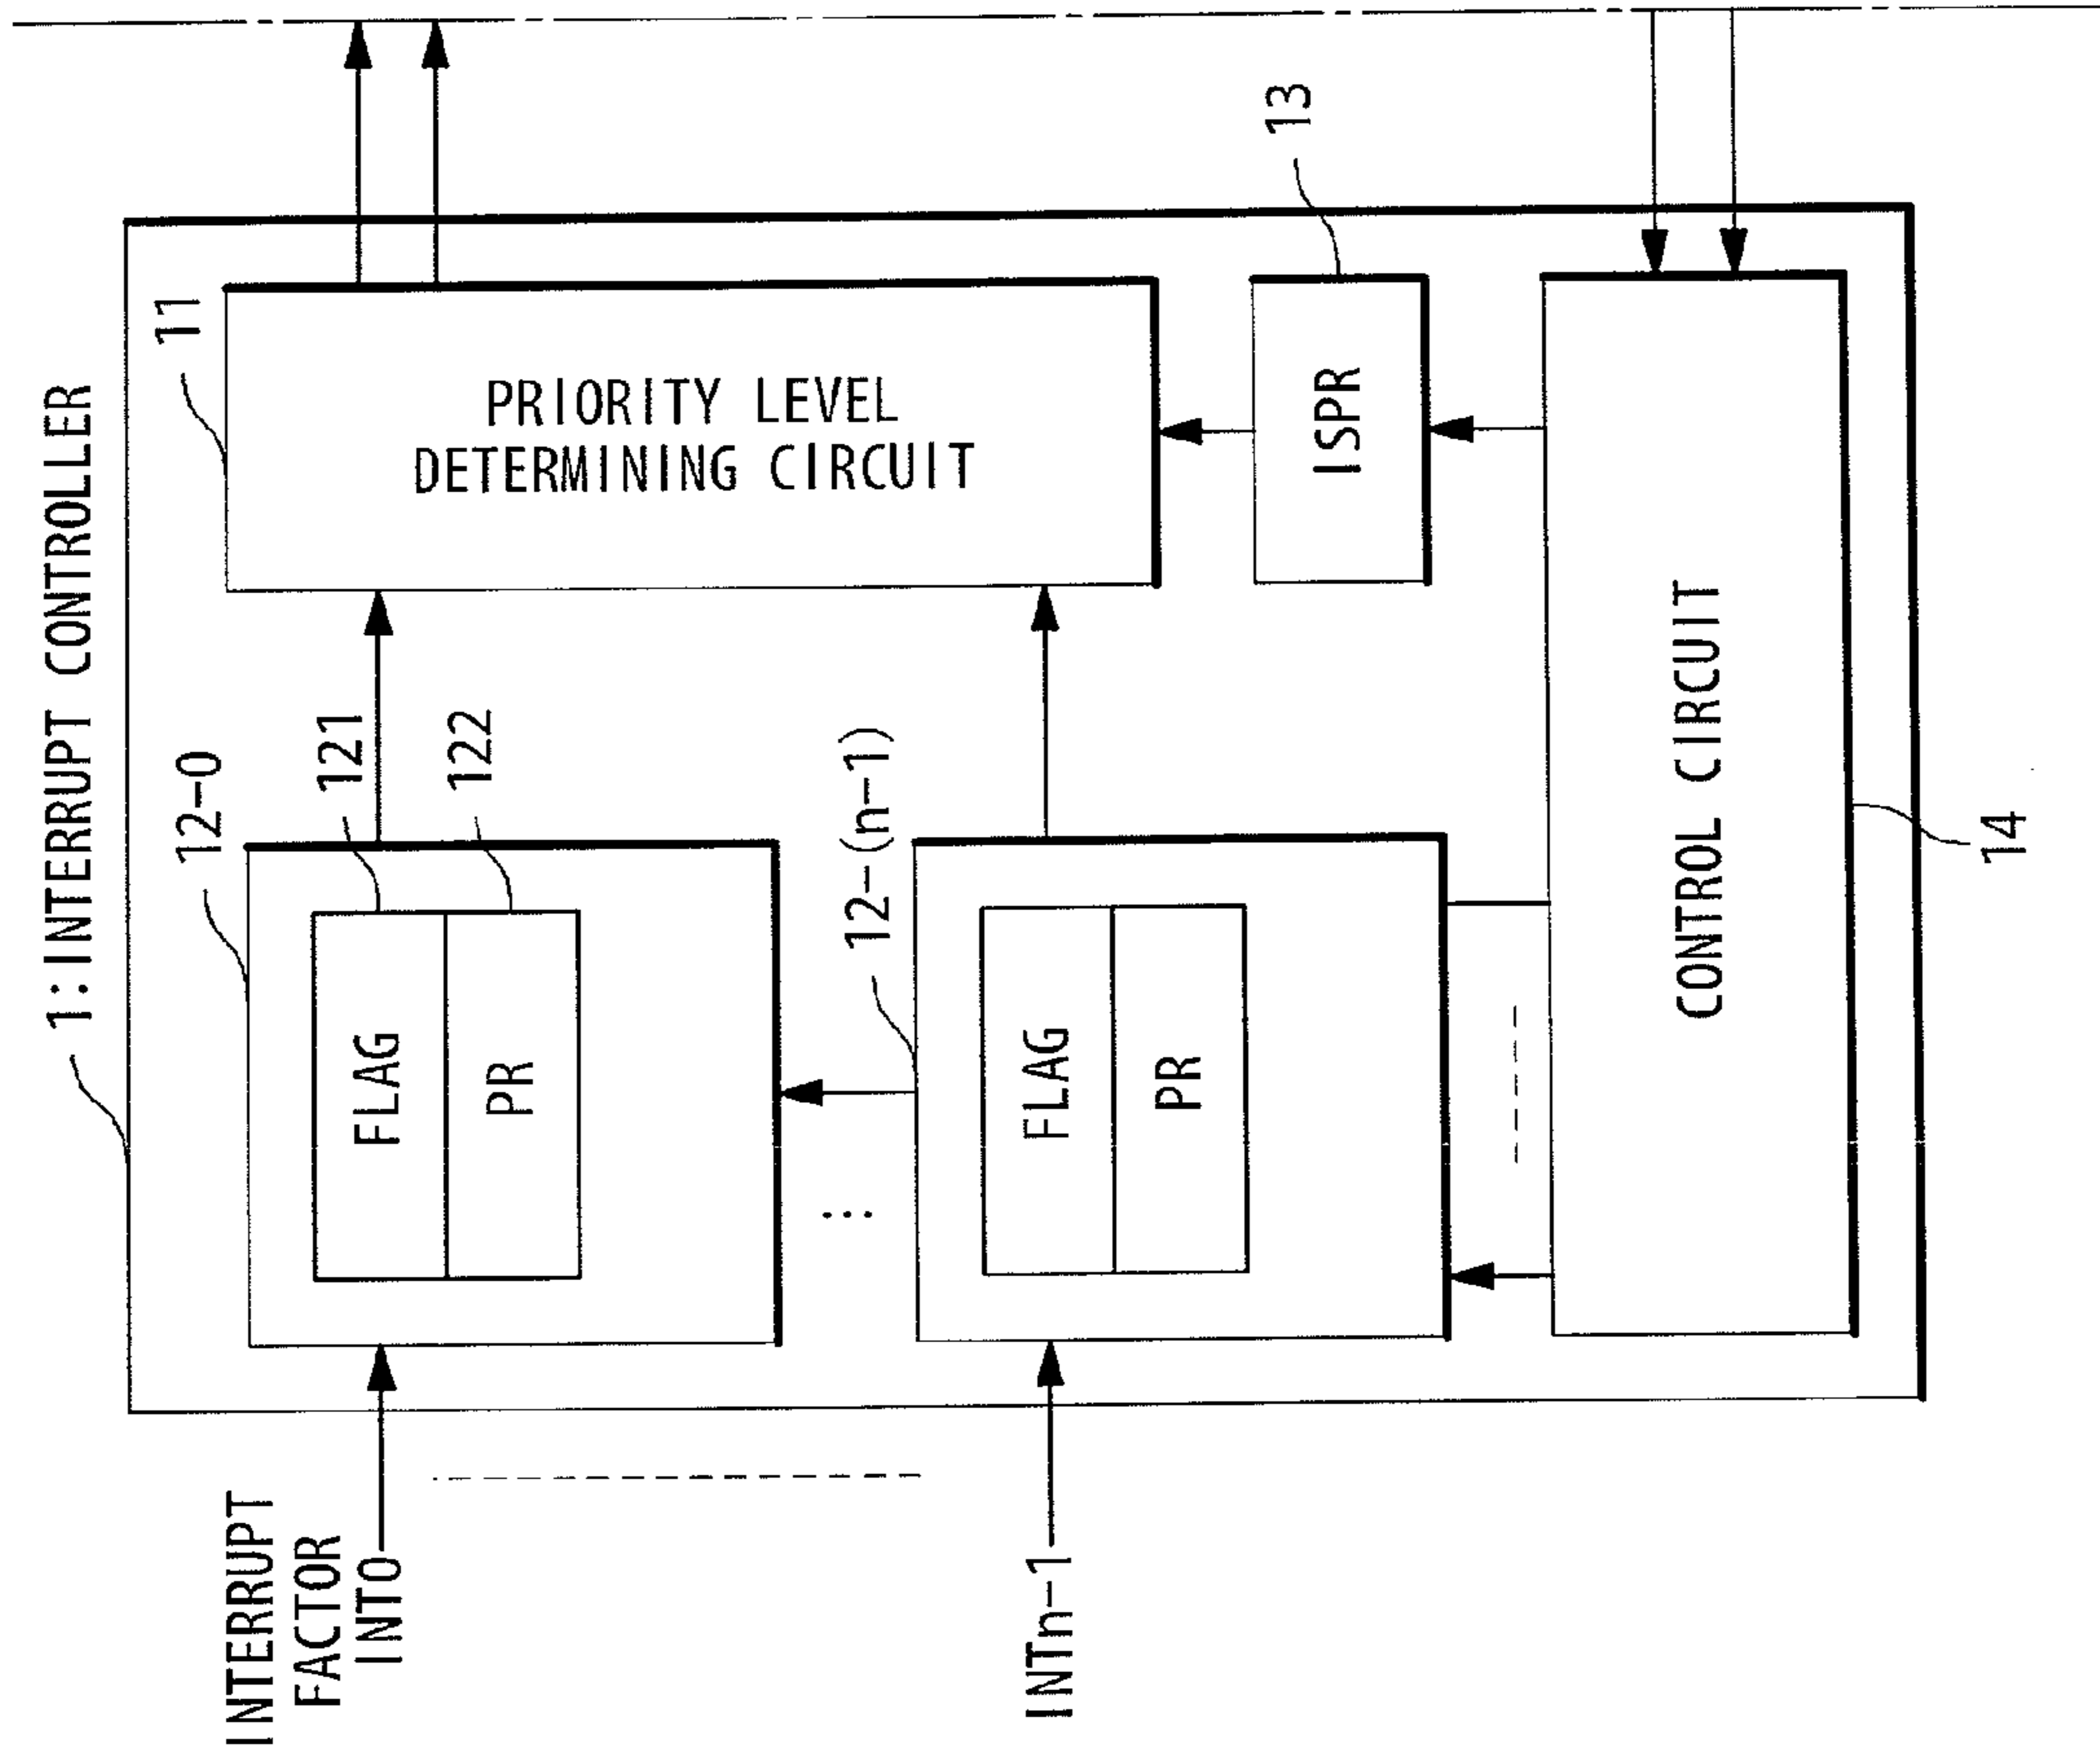 1:INTERRUPT CONTROLLER
11
12-0
121
122
PRIORITY LEVEL
DETERMINING CIRCUIT
FLAG
PR
INTERRUPT
FACTOR
INT0
12-(n-1)
13
FLAG
PR
ISPR
INTn-1
CONTROL CIRCUIT
14